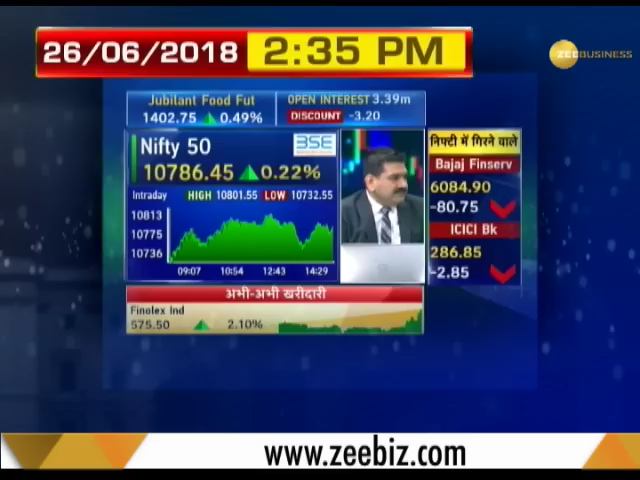 26/06/2018 2:35 PM
ZEEBUSINESS
Jubilant Food Fut
1402.75 0.49%
OPEN INTEREST 3.39m
DISCOUNT -3.20
Nifty 50
BSE
10786.45 0.22%
Intraday HIGH 10801.55 LOW 10732.55
10813
10775
10736
09:07 10:54 12:43 14:29
निफ्टी में गिरने वाले
Bajaj Finserv
6084.90
-80.75
ICICI Bk
286.85
-2.85
अभी-अभी खरीदारी
Finolex Ind
575.50 2.10%
www.zeebiz.com